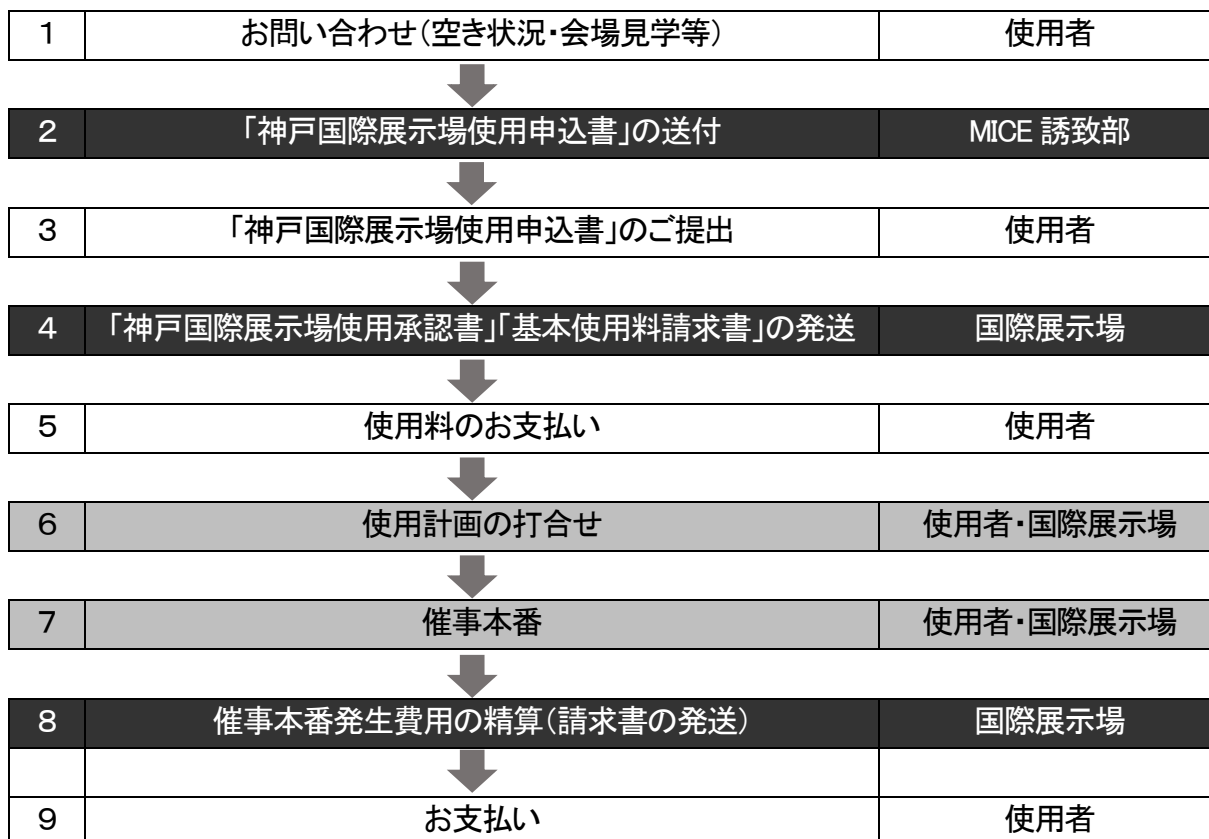 １ お問い合わせ（空き状況・会場見学等） 使用者
２ 「神戸国際展示場使用申込書」の送付 MICE 誘致部
３ 「神戸国際展示場使用申込書」のご提出 使用者
４ 「神戸国際展示場使用承認書」「基本使用料請求書」の発送 国際展示場
５ 使用料のお支払い 使用者
６ 使用計画の打合せ 使用者・国際展示場
７ 催事本番 使用者・国際展示場
８ 催事本番発生費用の精算（請求書の発送） 国際展示場
９ お支払い 使用者